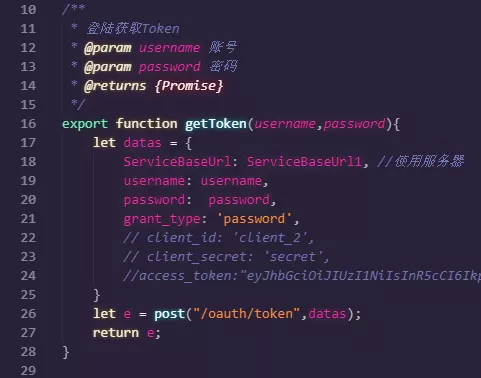 10 /**
11  * 登陆获取Token
12  * @param username 账号
13  * @param password 密码
14  * @returns {Promise}
15  */
16 export function getToken(username,password){
17     let datas = {
18         ServiceBaseUrl: ServiceBaseUrl1, //使用服务器
19         username: username,
20         password:  password,
21         grant_type: 'password',
22         // client_id: 'client_2',
23         // client_secret: 'secret',
24         //access_token:"eyJhbGciOiJIUzI1NiIsInR5cCI6Ikp
25     }
26     let e = post("/oauth/token",datas);
27     return e;
28 }
29